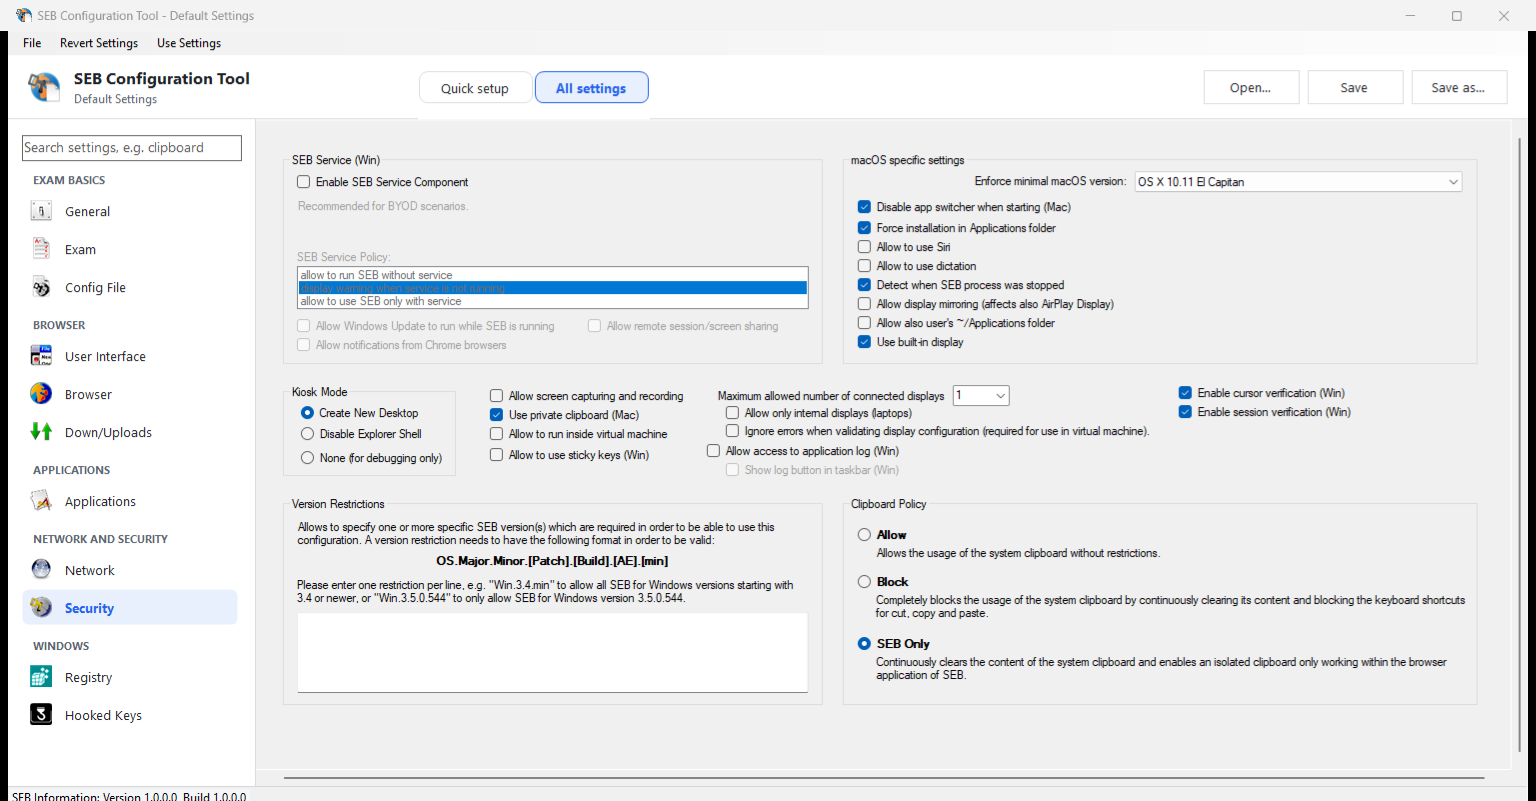 SEB Configuration Tool - Default Settings
File Revert Settings Use Settings
SEB Configuration Tool
Default Settings
Quick setup
All settings
Open...
Save
Save as...
Search settings, e.g. clipboard
EXAM BASICS
General
Exam
Config File
BROWSER
User Interface
Browser
Down/Uploads
APPLICATIONS
Applications
NETWORK AND SECURITY
Network
Security
WINDOWS
Registry
Hooked Keys
SEB Service (Win)
Enable SEB Service Component
Recommended for BYOD scenarios.
SEB Service Policy:
allow to run SEB without service
display warning when service is not running
allow to use SEB only with service
Allow Windows Update to run while SEB is running
Allow remote session/screen sharing
Allow notifications from Chrome browsers
macOS specific settings
Enforce minimal macOS version: OS X 10.11 El Capitan
Disable app switcher when starting (Mac)
Force installation in Applications folder
Allow to use Siri
Allow to use dictation
Detect when SEB process was stopped
Allow display mirroring (affects also AirPlay Display)
Allow also user's ~/Applications folder
Use built-in display
Kiosk Mode
Create New Desktop
Disable Explorer Shell
None (for debugging only)
Allow screen capturing and recording
Use private clipboard (Mac)
Allow to run inside virtual machine
Allow to use sticky keys (Win)
Maximum allowed number of connected displays 1
Allow only internal displays (laptops)
Ignore errors when validating display configuration (required for use in virtual machine).
Allow access to application log (Win)
Show log button in taskbar (Win)
Enable cursor verification (Win)
Enable session verification (Win)
Version Restrictions
Allows to specify one or more specific SEB version(s) which are required in order to be able to use this
configuration. A version restriction needs to have the following format in order to be valid:
OS.Major.Minor.[Patch].[Build].[AE].[min]
Please enter one restriction per line, e.g. "Win.3.4.min" to allow all SEB for Windows versions starting with
3.4 or newer, or "Win.3.5.0.544" to only allow SEB for Windows version 3.5.0.544.
Clipboard Policy
Allow
Allows the usage of the system clipboard without restrictions.
Block
Completely blocks the usage of the system clipboard by continuously clearing its content and blocking the keyboard shortcuts
for cut, copy and paste.
SEB Only
Continuously clears the content of the system clipboard and enables an isolated clipboard only working within the browser
application of SEB.
SEB Information: Version 1.0.0.0 Build 1.0.0.0